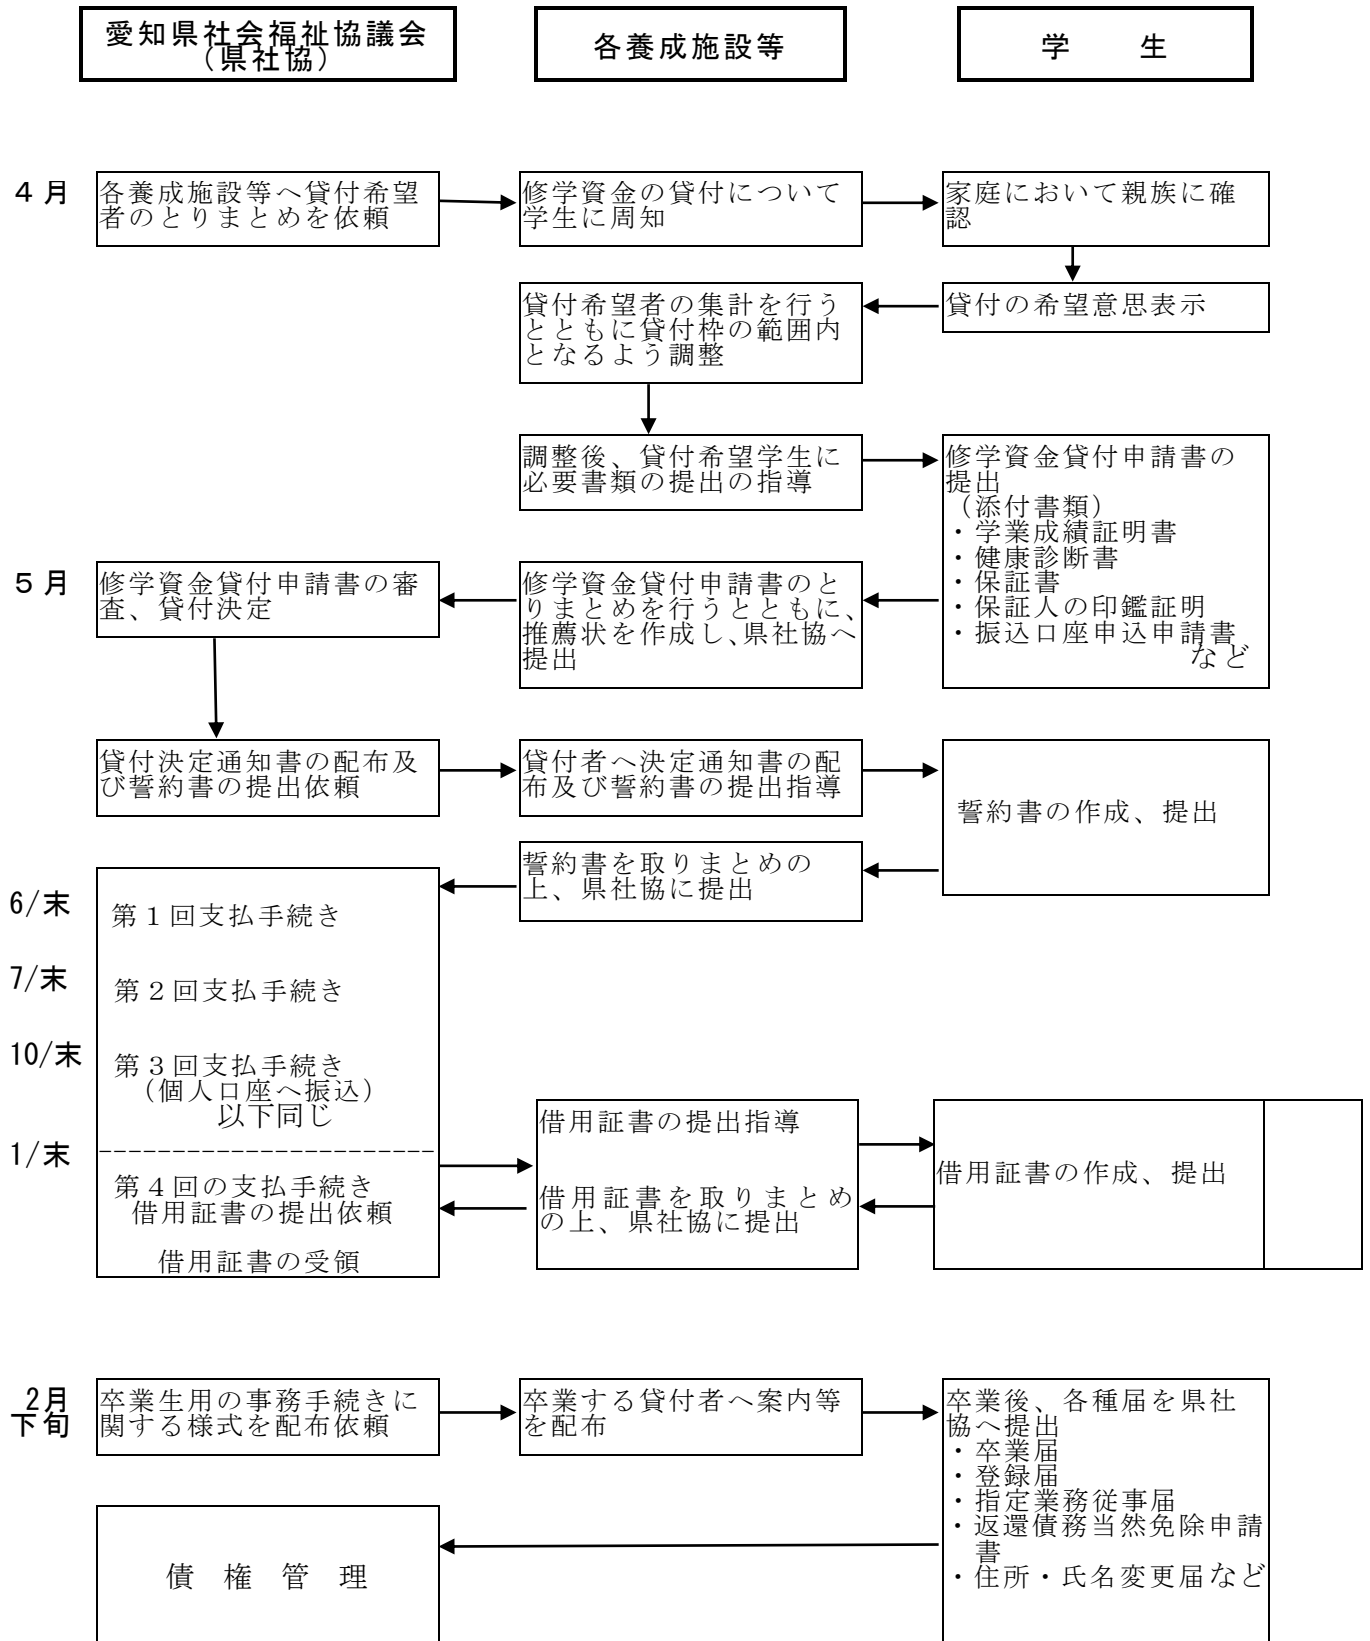 愛知県社会福祉協議会
（県社協）
各養成施設等
学　　生
４月
各養成施設等へ貸付希望
者のとりまとめを依頼
修学資金の貸付について
学生に周知
家庭において親族に確
認
貸付の希望意思表示
貸付希望者の集計を行う
とともに貸付枠の範囲内
となるよう調整
調整後、貸付希望学生に
必要書類の提出の指導
修学資金貸付申請書の
提出
（添付書類）
・学業成績証明書
・健康診断書
・保証書
・保証人の印鑑証明
・振込口座申込申請書
など
５月
修学資金貸付申請書の審
査、貸付決定
修学資金貸付申請書のと
りまとめを行うとともに、
推薦状を作成し、県社協へ
提出
貸付決定通知書の配布及
び誓約書の提出依頼
貸付者へ決定通知書の配
布及び誓約書の提出指導
誓約書の作成、提出
誓約書を取りまとめの
上、県社協に提出
6/末
第１回支払手続き
7/末
第２回支払手続き
10/末
第３回支払手続き
（個人口座へ振込）
以下同じ
1/末
第４回の支払手続き
借用証書の提出依頼
借用証書の受領
借用証書の提出指導
借用証書を取りまとめ
の上、県社協に提出
借用証書の作成、提出
2月
下旬
卒業生用の事務手続きに
関する様式を配布依頼
卒業する貸付者へ案内等
を配布
卒業後、各種届を県社
協へ提出
・卒業届
・登録届
・指定業務従事届
・返還債務当然免除申請
書
・住所・氏名変更届など
債　権　管　理